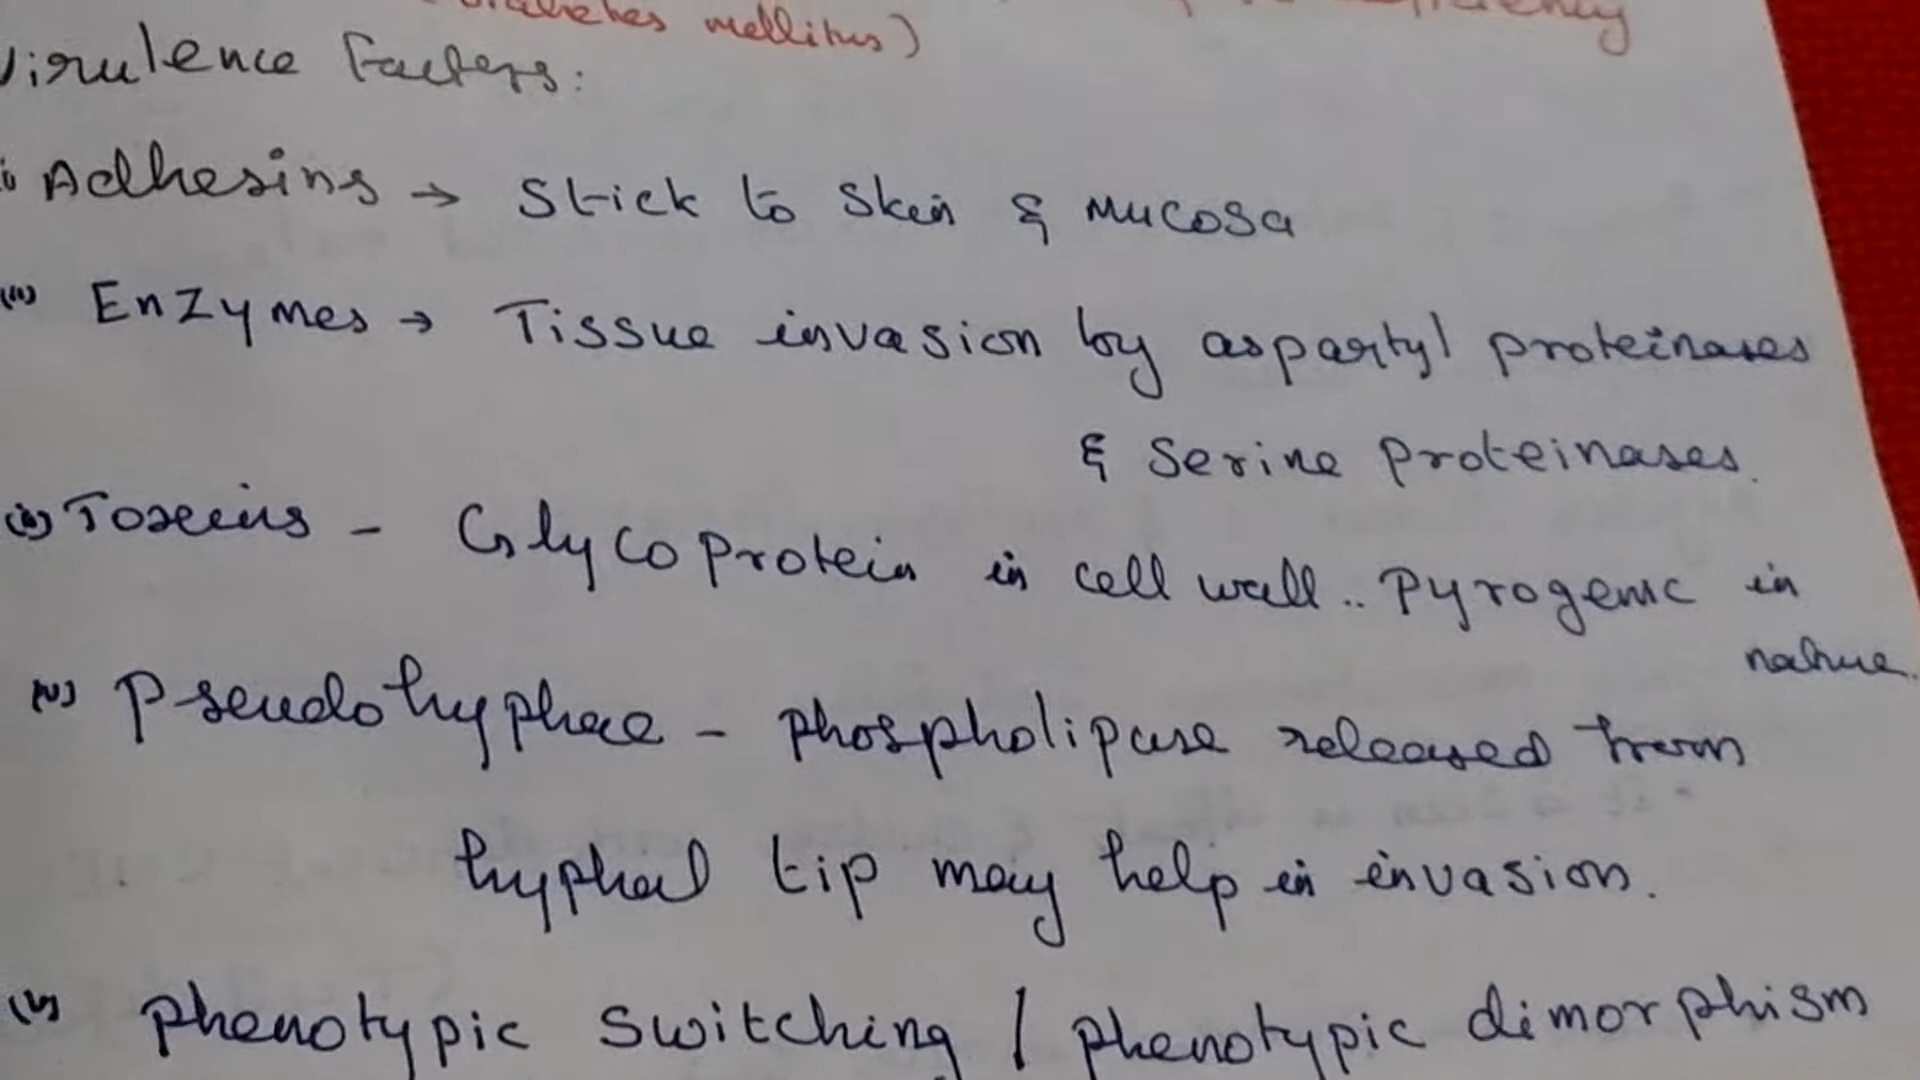 Diabetes mellitus)
Virulence Factors:
Adhesins → Stick to Skin & Mucosa
(ii) Enzymes → Tissue invasion by aspartyl proteinases
& Serine Proteinases.
(iii) Toxins - Glycoprotein in cell wall.. Pyrogenic in
nature.
(iv) Pseudohyphae - Phospholipase released from
hyphal tip may help in invasion.
(v) Phenotypic Switching / Phenotypic dimorphism